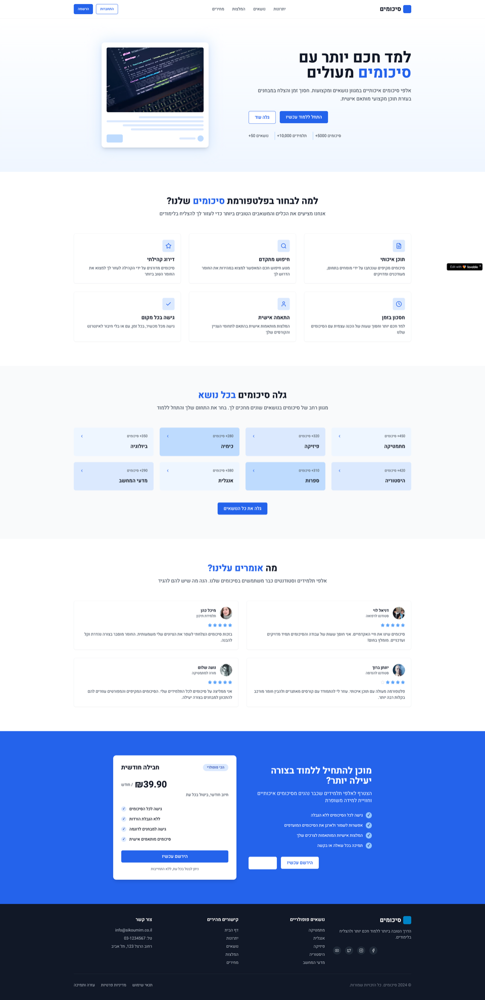 סיכומים
יתרונות
נושאים
המלצות
מחירים
התחברות
הרשמה
למד חכם יותר עם
סיכומים מעולים
אלפי סיכומים איכותיים במגוון נושאים ומקצועות. חסוך זמן והצלח במבחנים
בעזרת תוכן מקצועי מותאם אישית.
התחל ללמוד עכשיו
גלה עוד
+5000 סיכומים
+10,000 תלמידים
+50 נושאים
למה לבחור בפלטפורמת סיכומים שלנו?
אנחנו מציעים את הכלים והמשאבים הטובים ביותר כדי לעזור לך להצליח בלימודים
תוכן איכותי
סיכומים מקיפים שנכתבו על ידי מומחים בתחום,
מעודכנים ומדויקים
חיפוש מתקדם
מנוע חיפוש חכם המאפשר למצוא במהירות את החומר
הדרוש לך
דירוג קהילתי
סיכומים מדורגים על ידי הקהילה לעזור לך למצוא את
החומר הטוב ביותר
Edit with lovable
חסכון בזמן
למד חכם יותר וחסוך שעות של הכנה עצמית עם הסיכומים
שלנו
התאמה אישית
המלצות מותאמות אישית בהתאם לתחומי העניין
והקורסים שלך
גישה בכל מקום
גישה מכל מכשיר, בכל זמן, עם או בלי חיבור לאינטרנט
גלה סיכומים בכל נושא
מגוון רחב של סיכומים בנושאים שונים מחכים לך. בחר את התחום שלך והתחל ללמוד
+450 סיכומים
מתמטיקה
+320 סיכומים
פיזיקה
+280 סיכומים
כימיה
+350 סיכומים
ביולוגיה
+420 סיכומים
היסטוריה
+310 סיכומים
ספרות
+380 סיכומים
אנגלית
+290 סיכומים
מדעי המחשב
גלה את כל הנושאים
מה אומרים עלינו?
אלפי תלמידים וסטודנטים כבר משתמשים בסיכומים שלנו. הנה מה שיש להם להגיד
דניאל לוי
סטודנט לרפואה
סיכומים שינו את חיי האקדמיים. אני חוסך שעות של עבודה והסיכומים תמיד מדויקים
ועדכניים. מומלץ בחום!
מיכל כהן
תלמידת תיכון
בזכות סיכומים הצלחתי לשפר את הציונים שלי משמעותית. החומר מוסבר בצורה נהדרת וקל
להבנה.
יונתן ברוך
סטודנט להנדסה
פלטפורמה מעולה עם תוכן איכותי. עוזר לי להתמודד עם קורסים מאתגרים ולהבין חומר מורכב
בקלות רבה יותר.
נועה שלום
מורה למתמטיקה
אני ממליצה על סיכומים לכל התלמידים שלי. הסיכומים המקיפים והמפורטים עוזרים להם
להתכונן למבחנים בצורה יעילה.
מוכן להתחיל ללמוד בצורה
יעילה יותר?
הצטרף לאלפי תלמידים שכבר נהנים מסיכומים איכותיים
וחוויית למידה משופרת
גישה לכל הסיכומים ללא הגבלה
אפשרות לשמור ולארגן את הסיכומים המועדפים
המלצות אישיות המותאמות לצרכים שלך
תמיכה בכל שאלה או בקשה
הירשם עכשיו
הכי פופולרי
חבילה חודשית
₪39.90 / חודש
חיוב חודשי, ביטול בכל עת
גישה לכל הסיכומים
ללא הגבלת הורדות
גישה למבחנים לדוגמה
סיכומים מותאמים אישית
הירשם עכשיו
ניתן לבטל בכל עת, ללא התחייבות
סיכומים
הדרך הטובה ביותר ללמוד חכם יותר ולהצליח
בלימודים.
נושאים פופולריים
מתמטיקה
אנגלית
פיזיקה
היסטוריה
מדעי המחשב
קישורים מהירים
דף הבית
יתרונות
נושאים
המלצות
מחירים
צור קשר
info@sikoumim.co.il
טל: 03-1234567
רחוב הרצל 123, תל אביב
© 2024 סיכומים. כל הזכויות שמורות.
תנאי שימוש
מדיניות פרטיות
עזרה ותמיכה